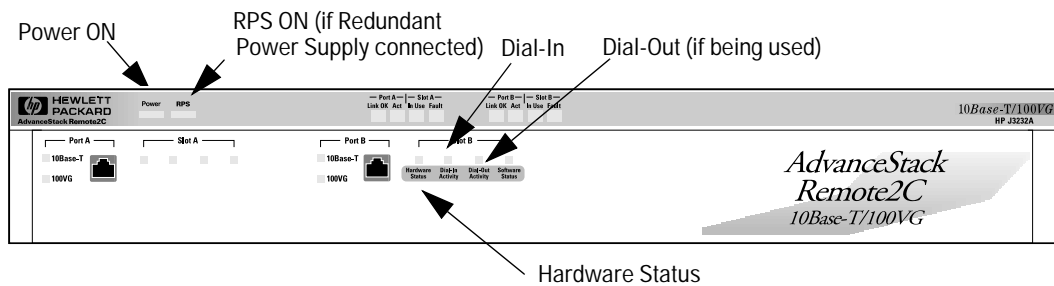 Power ON
RPS ON (if Redundant
Power Supply connected)
Dial-In
Dial-Out (if being used)
hp HEWLETT
PACKARD
AdvanceStack Remote2C
Power
RPS
Port A
Slot A
Link OK Act In Use Fault
Port B
Slot B
Link OK Act In Use Fault
10Base-T/100VG
HP J3232A
Port A
10Base-T
100VG
Slot A
Port B
10Base-T
100VG
Slot B
Hardware Status
Dial-In Activity
Dial-Out Activity
Software Status
AdvanceStack
Remote2C
10Base-T/100VG
Hardware Status